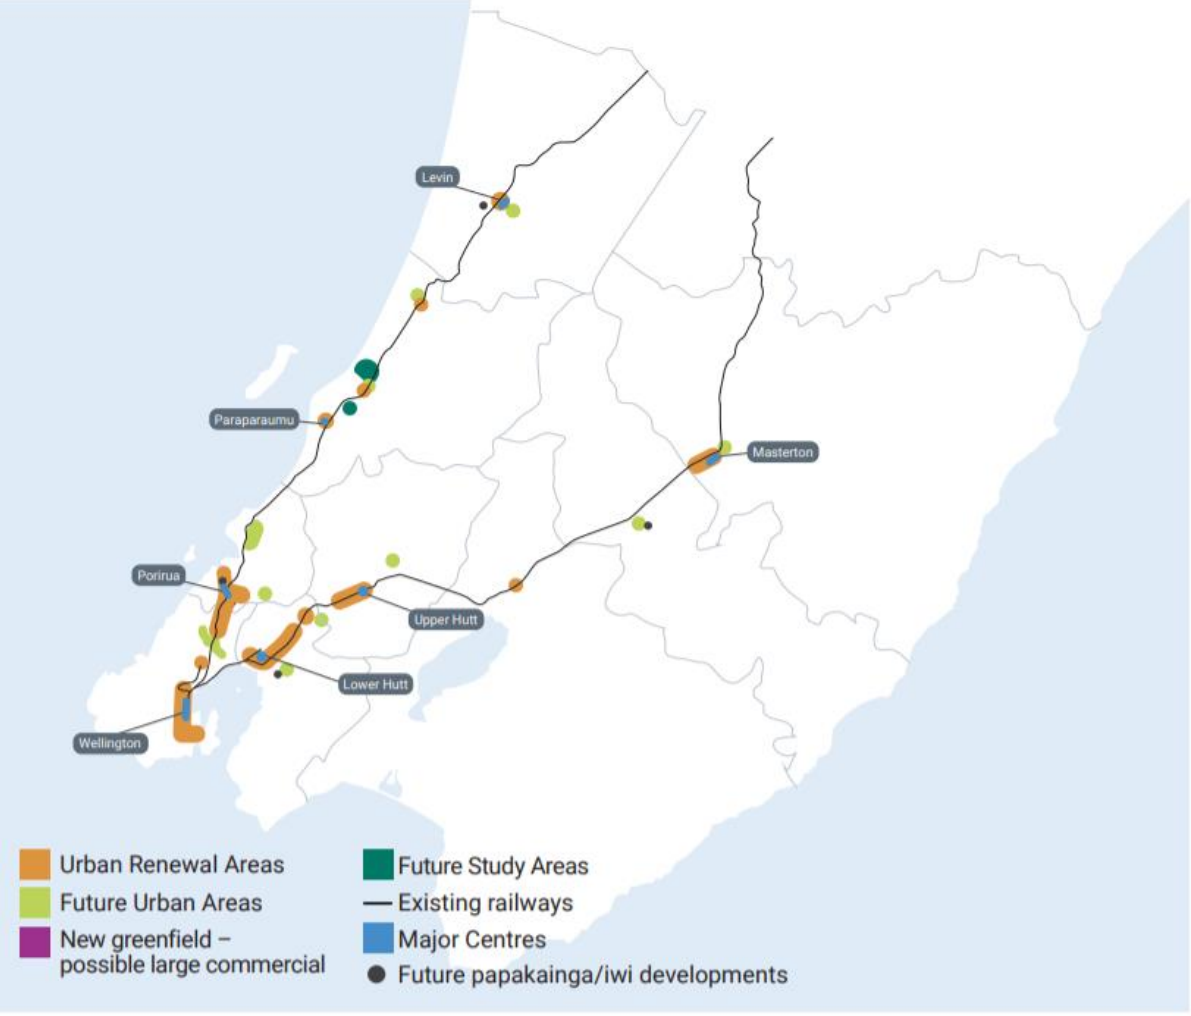 Levin
Paraparaumu
Masterton
Porirua
Upper Hutt
Lower Hutt
Wellington
Urban Renewal Areas
Future Urban Areas
New greenfield –
possible large commercial
Future Study Areas
Existing railways
Major Centres
Future papakainga/iwi developments